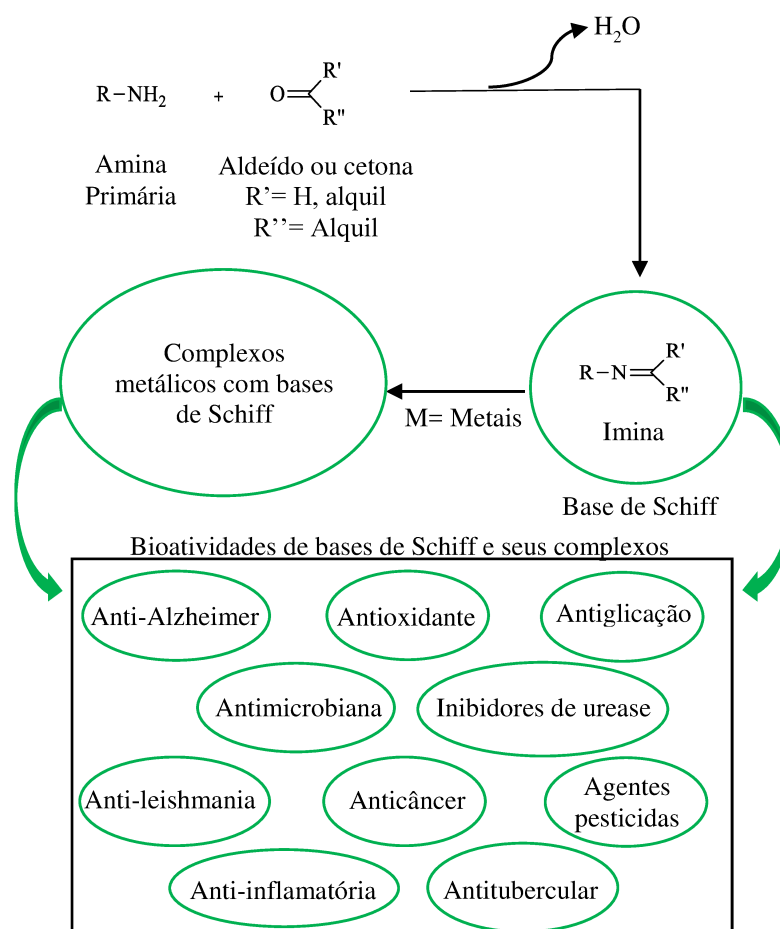 H₂O
R−NH₂ + O R' R"
Amina
Primária
Aldeído ou cetona
R'= H, alquil
R''= Alquil
Complexos
metálicos com bases
de Schiff
M= Metais
R−N R' R"
Imina
Base de Schiff
Bioatividades de bases de Schiff e seus complexos
Anti-Alzheimer
Antioxidante
Antiglicação
Antimicrobiana
Inibidores de urease
Anti-leishmania
Anticâncer
Agentes
pesticidas
Anti-inflamatória
Antitubercular